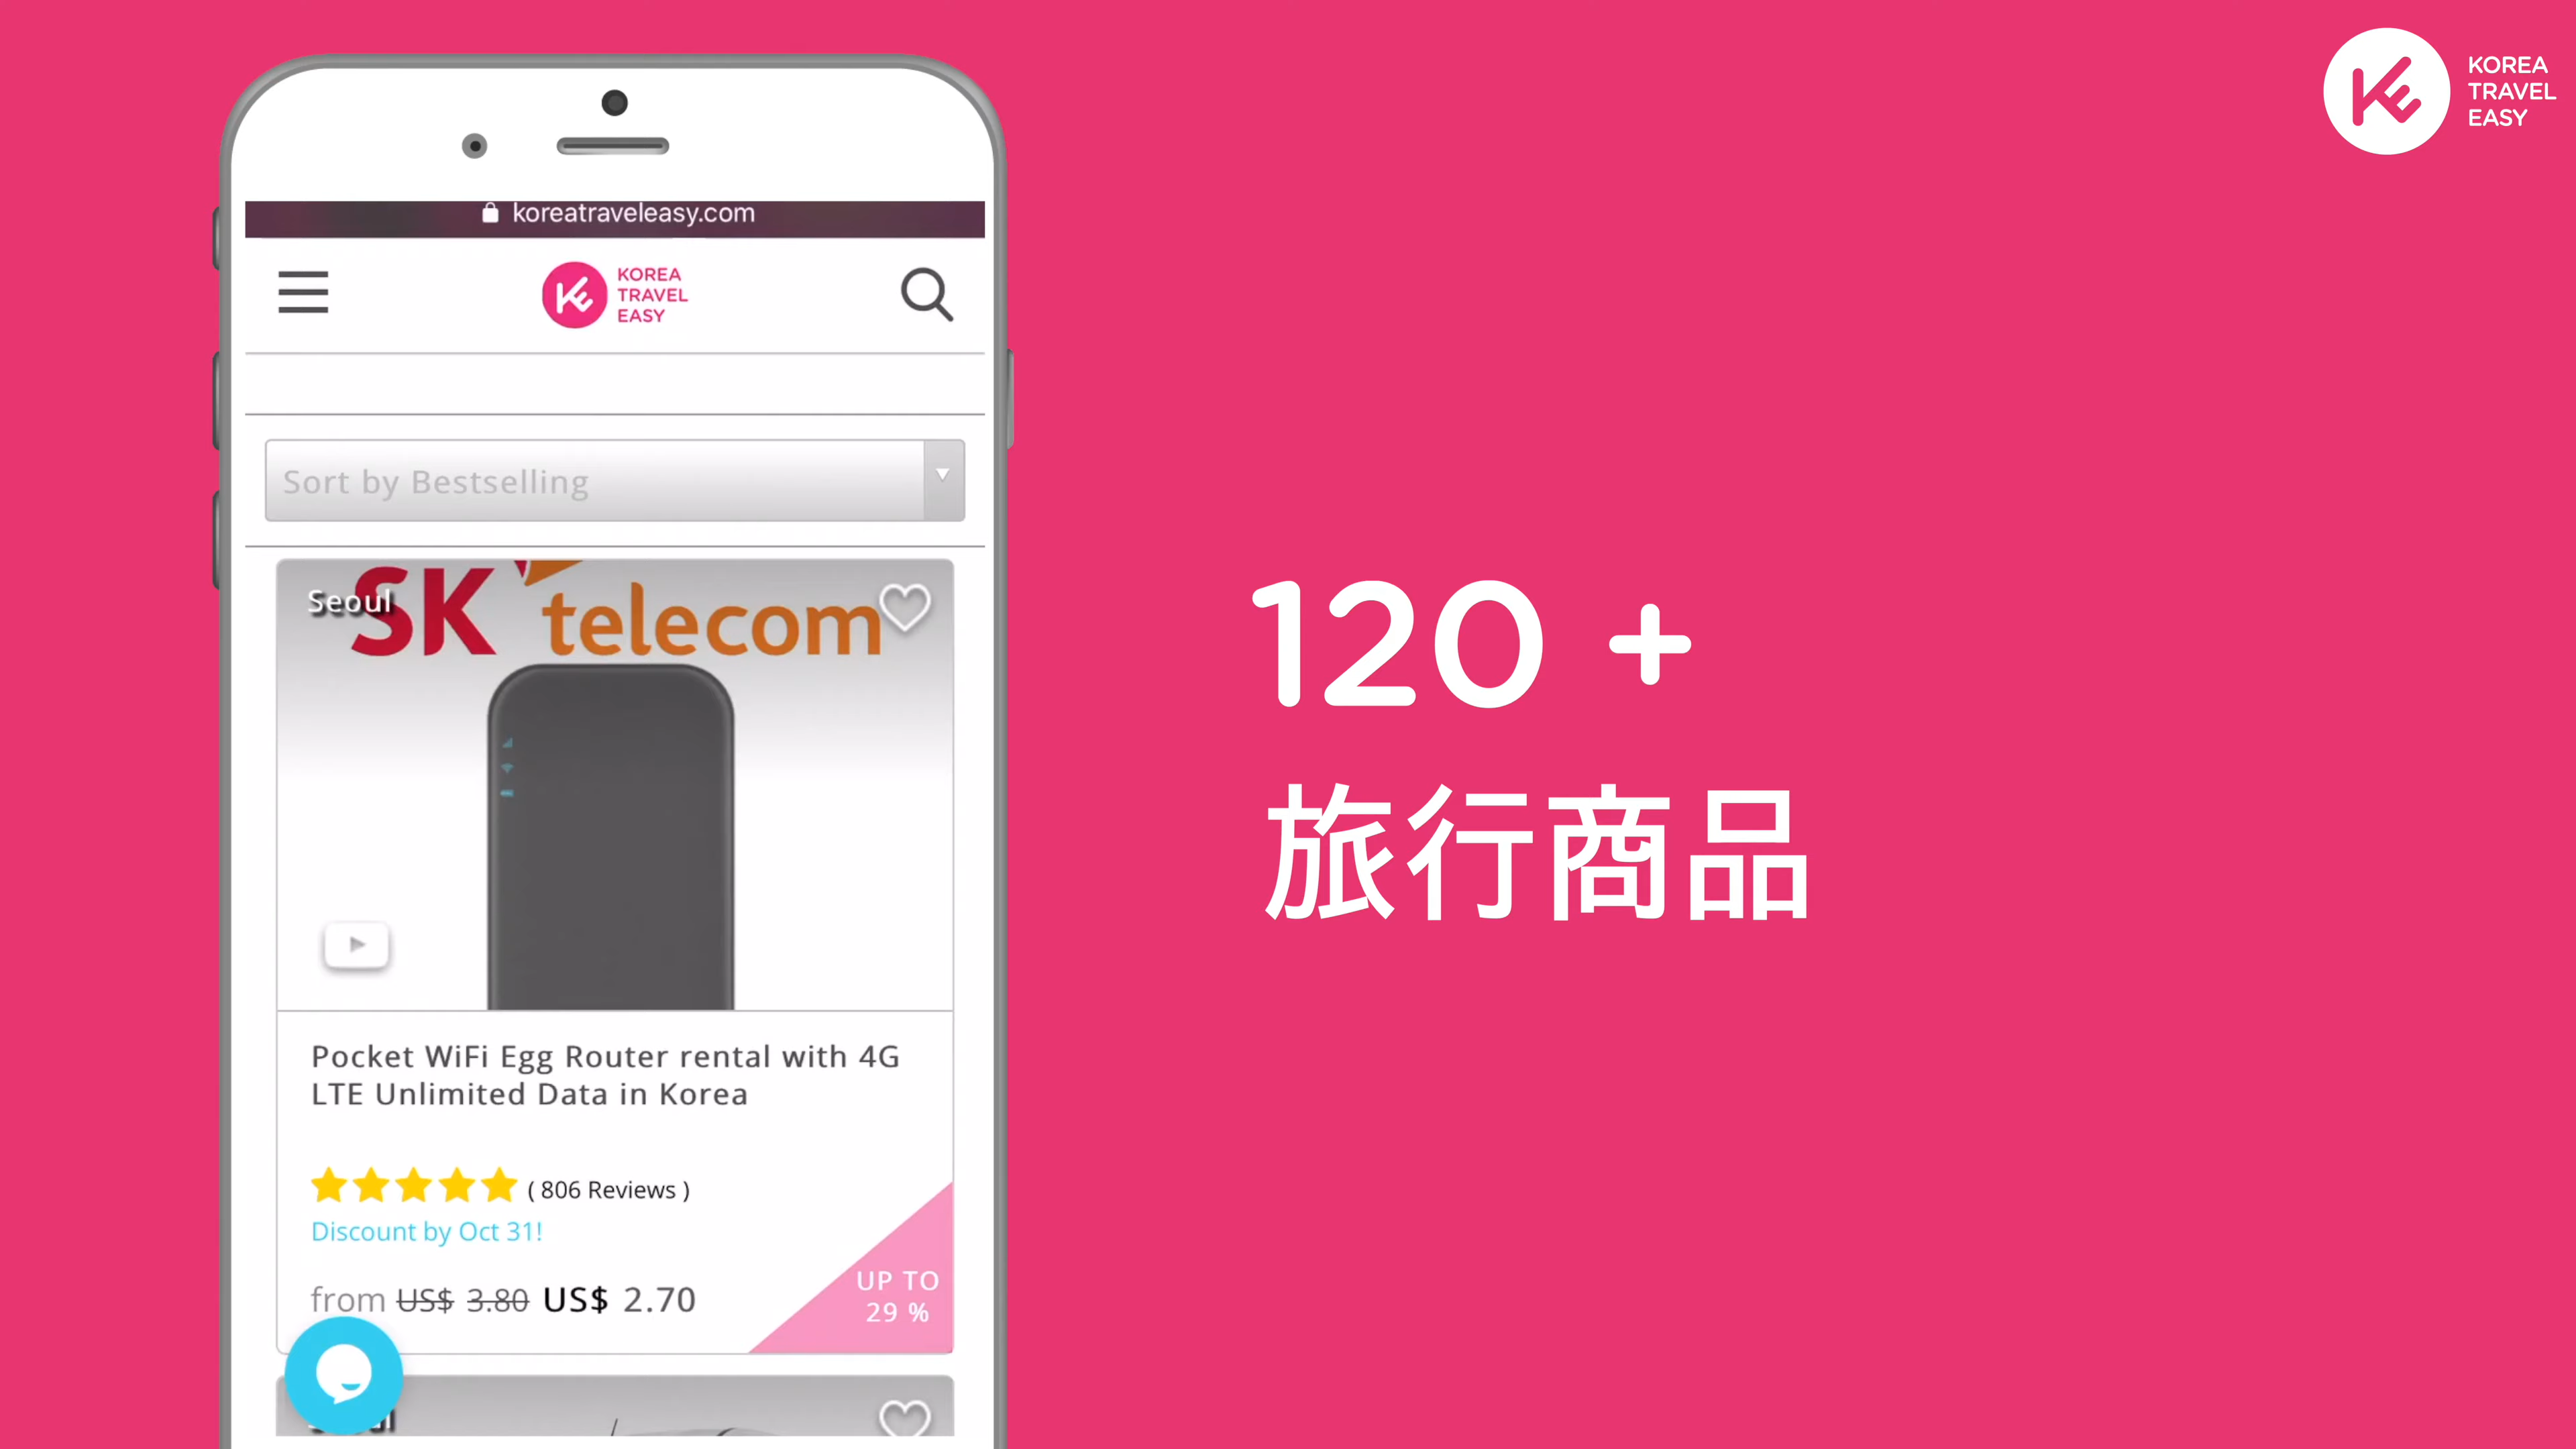 koreatraveleasy.com
KOREA
TRAVEL
EASY
Sort by Bestselling
Seoul
SK telecom
Pocket WiFi Egg Router rental with 4G
LTE Unlimited Data in Korea
( 806 Reviews )
Discount by Oct 31!
from US$ 3.80 US$ 2.70
UP TO
29 %
120 +
旅行商品
KOREA
TRAVEL
EASY